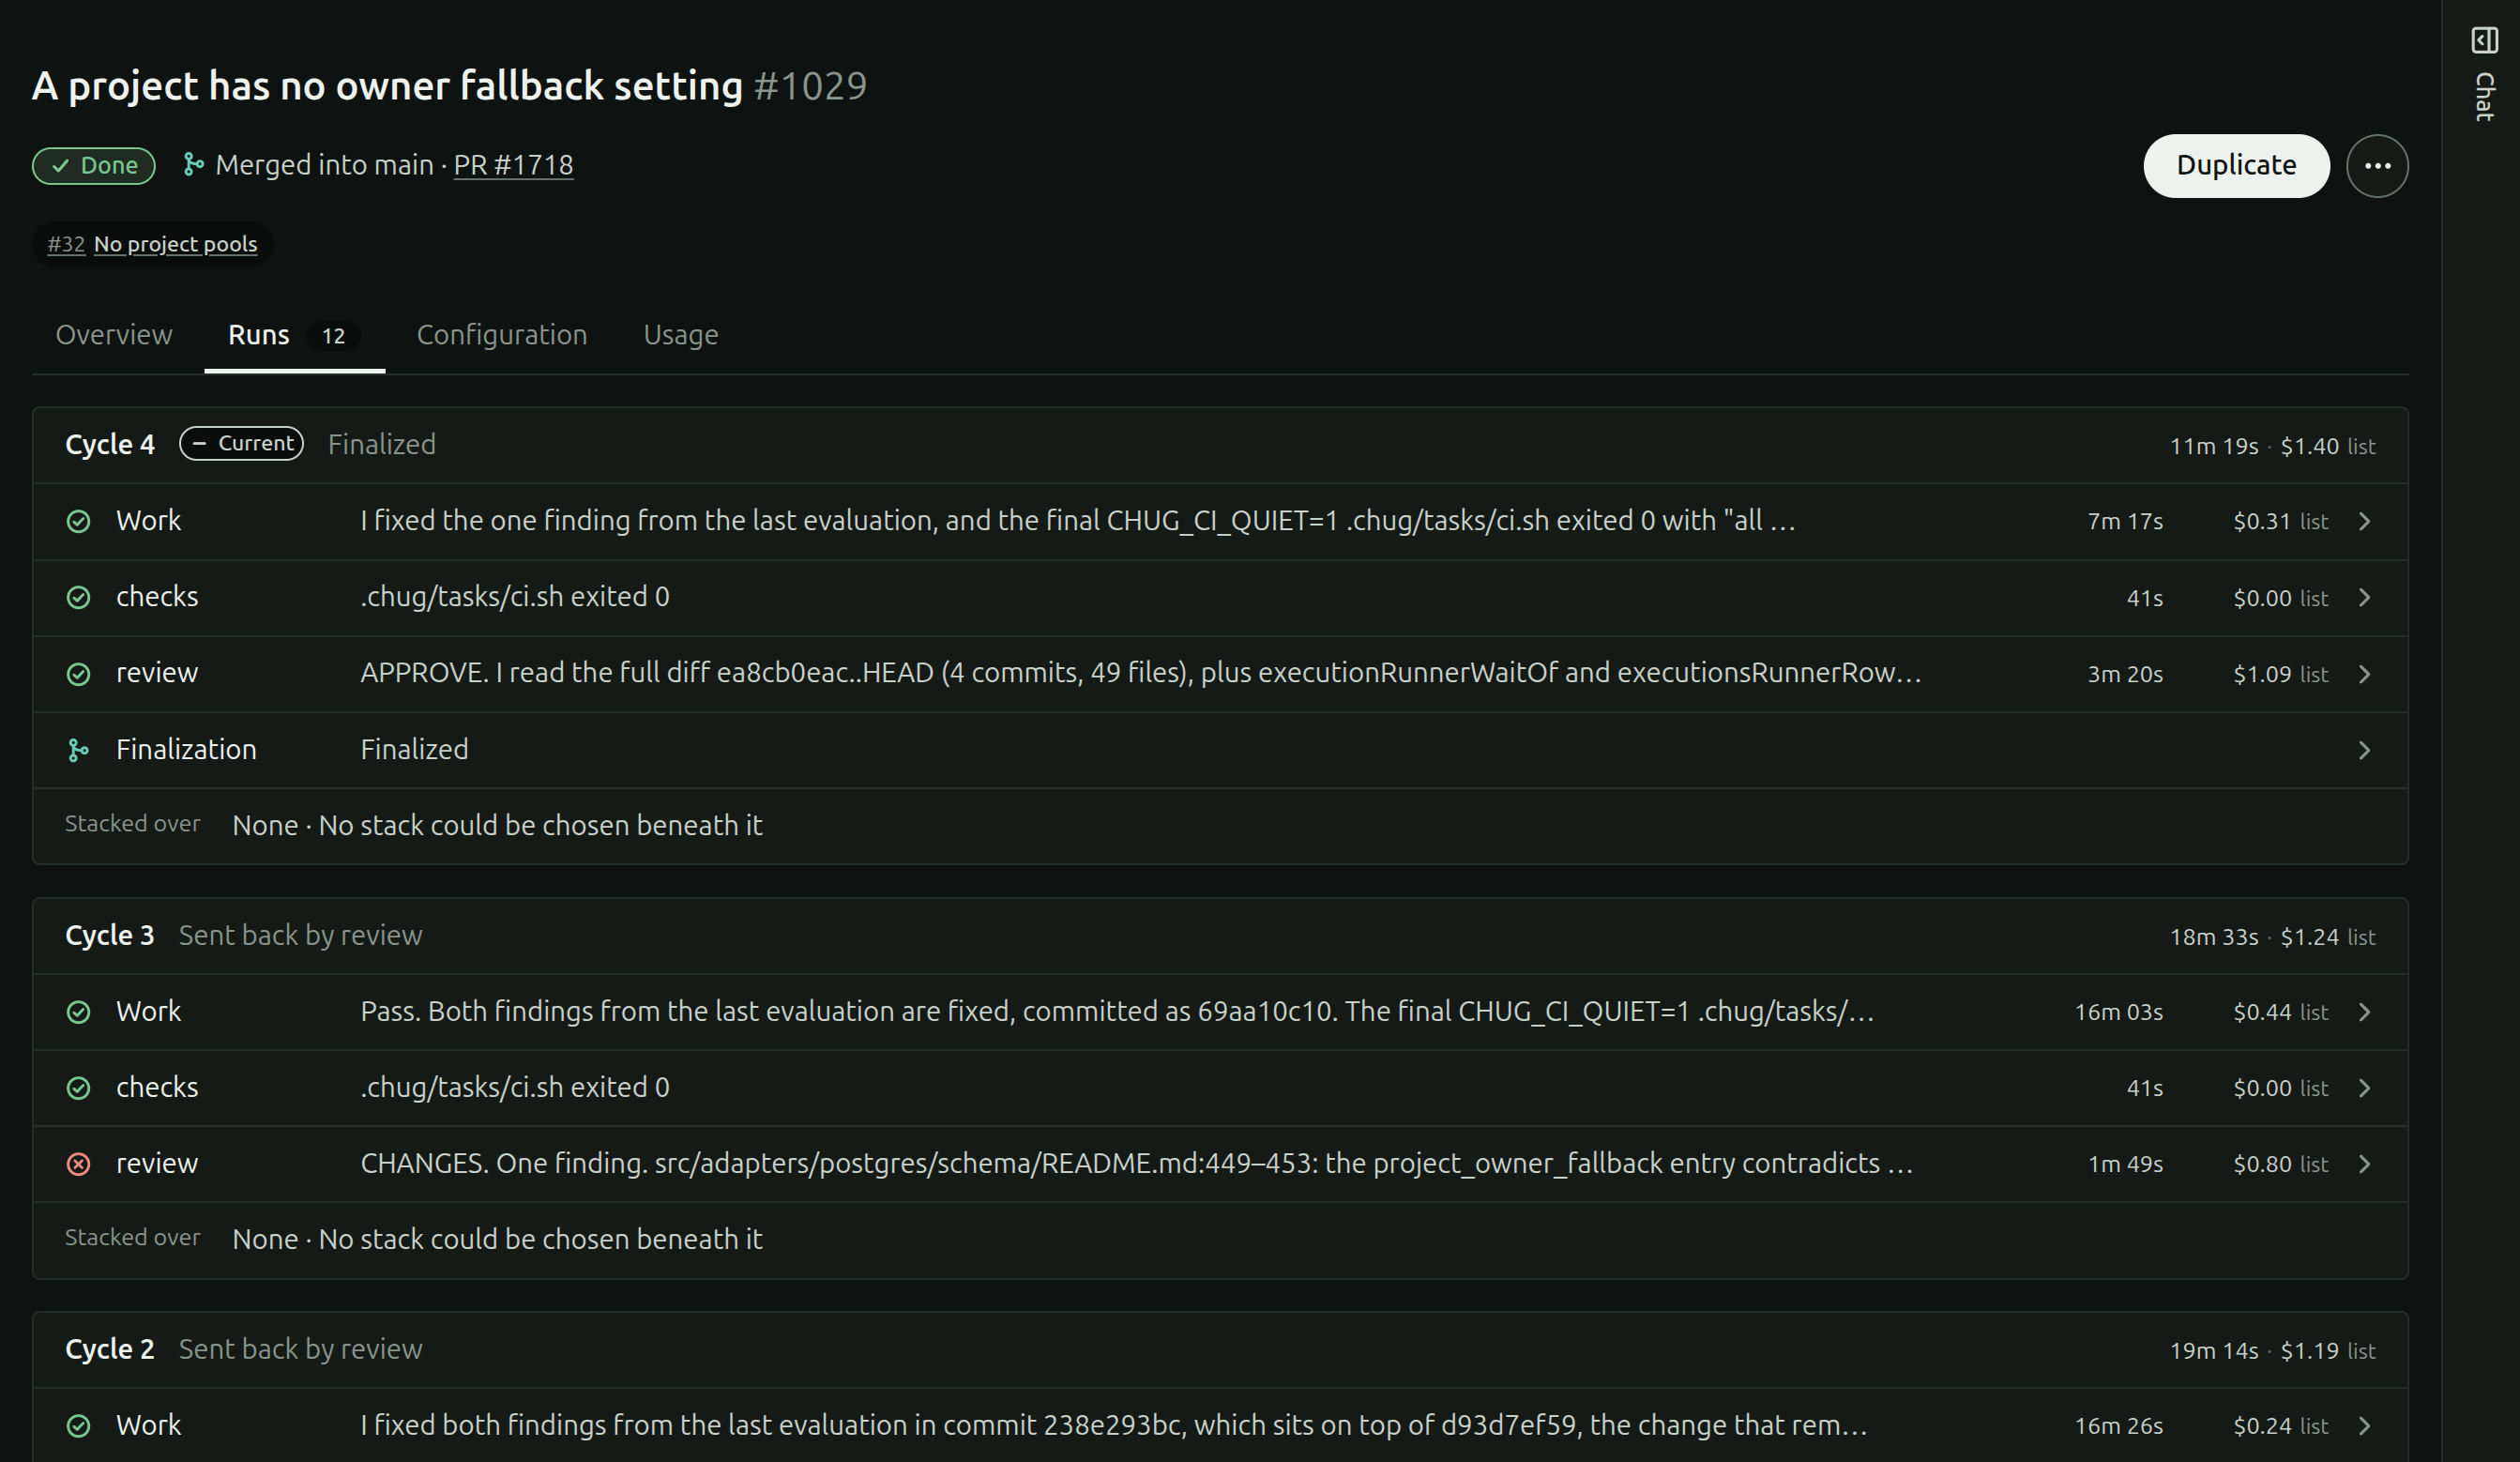 A project has no owner fallback setting #1029
Done Merged into main · PR #1718
Duplicate
Chat
#32 No project pools
Overview Runs 12 Configuration Usage
Cycle 4 Current Finalized 11m 19s · $1.40 list
Work I fixed the one finding from the last evaluation, and the final CHUG_CI_QUIET=1 .chug/tasks/ci.sh exited 0 with "all … 7m 17s $0.31 list
checks .chug/tasks/ci.sh exited 0 41s $0.00 list
review APPROVE. I read the full diff ea8cb0eac..HEAD (4 commits, 49 files), plus executionRunnerWaitOf and executionsRunnerRow… 3m 20s $1.09 list
Finalization Finalized
Stacked over None · No stack could be chosen beneath it
Cycle 3 Sent back by review 18m 33s · $1.24 list
Work Pass. Both findings from the last evaluation are fixed, committed as 69aa10c10. The final CHUG_CI_QUIET=1 .chug/tasks/… 16m 03s $0.44 list
checks .chug/tasks/ci.sh exited 0 41s $0.00 list
review CHANGES. One finding. src/adapters/postgres/schema/README.md:449–453: the project_owner_fallback entry contradicts … 1m 49s $0.80 list
Stacked over None · No stack could be chosen beneath it
Cycle 2 Sent back by review 19m 14s · $1.19 list
Work I fixed both findings from the last evaluation in commit 238e293bc, which sits on top of d93d7ef59, the change that rem… 16m 26s $0.24 list